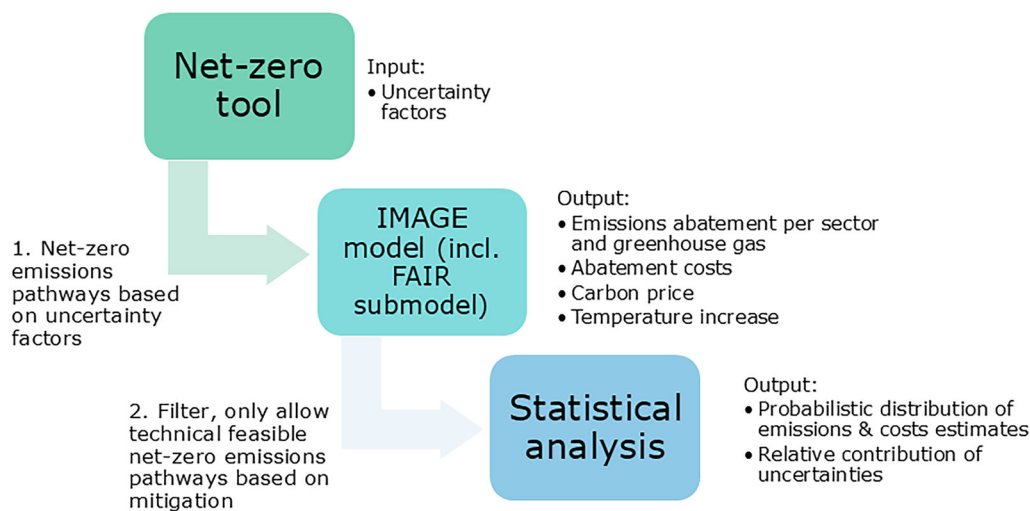 Net-zero
tool
Input:
• Uncertainty
factors
1. Net-zero
emissions
pathways based
on uncertainty
factors
IMAGE
model (incl.
FAIR
submodel)
Output:
• Emissions abatement per sector
and greenhouse gas
• Abatement costs
• Carbon price
• Temperature increase
2. Filter, only allow
technical feasible
net-zero emissions
pathways based on
mitigation
Statistical
analysis
Output:
• Probabilistic distribution of
emissions & costs estimates
• Relative contribution of
uncertainties